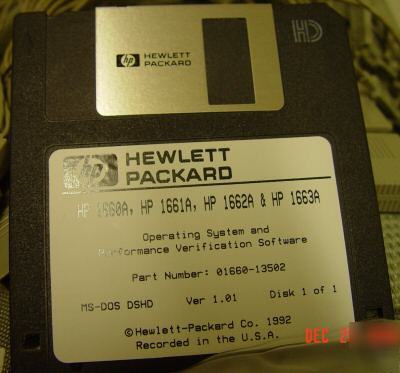 HD
hp HEWLETT
PACKARD
hp HEWLETT
PACKARD
HP 1660A, HP 1661A, HP 1662A & HP 1663A
Operating System and
Performance Verification Software
Part Number: 01660-13502
MS-DOS DSHD Ver 1.01 Disk 1 of 1
©Hewlett-Packard Co. 1992
Recorded in the U.S.A.
DEC